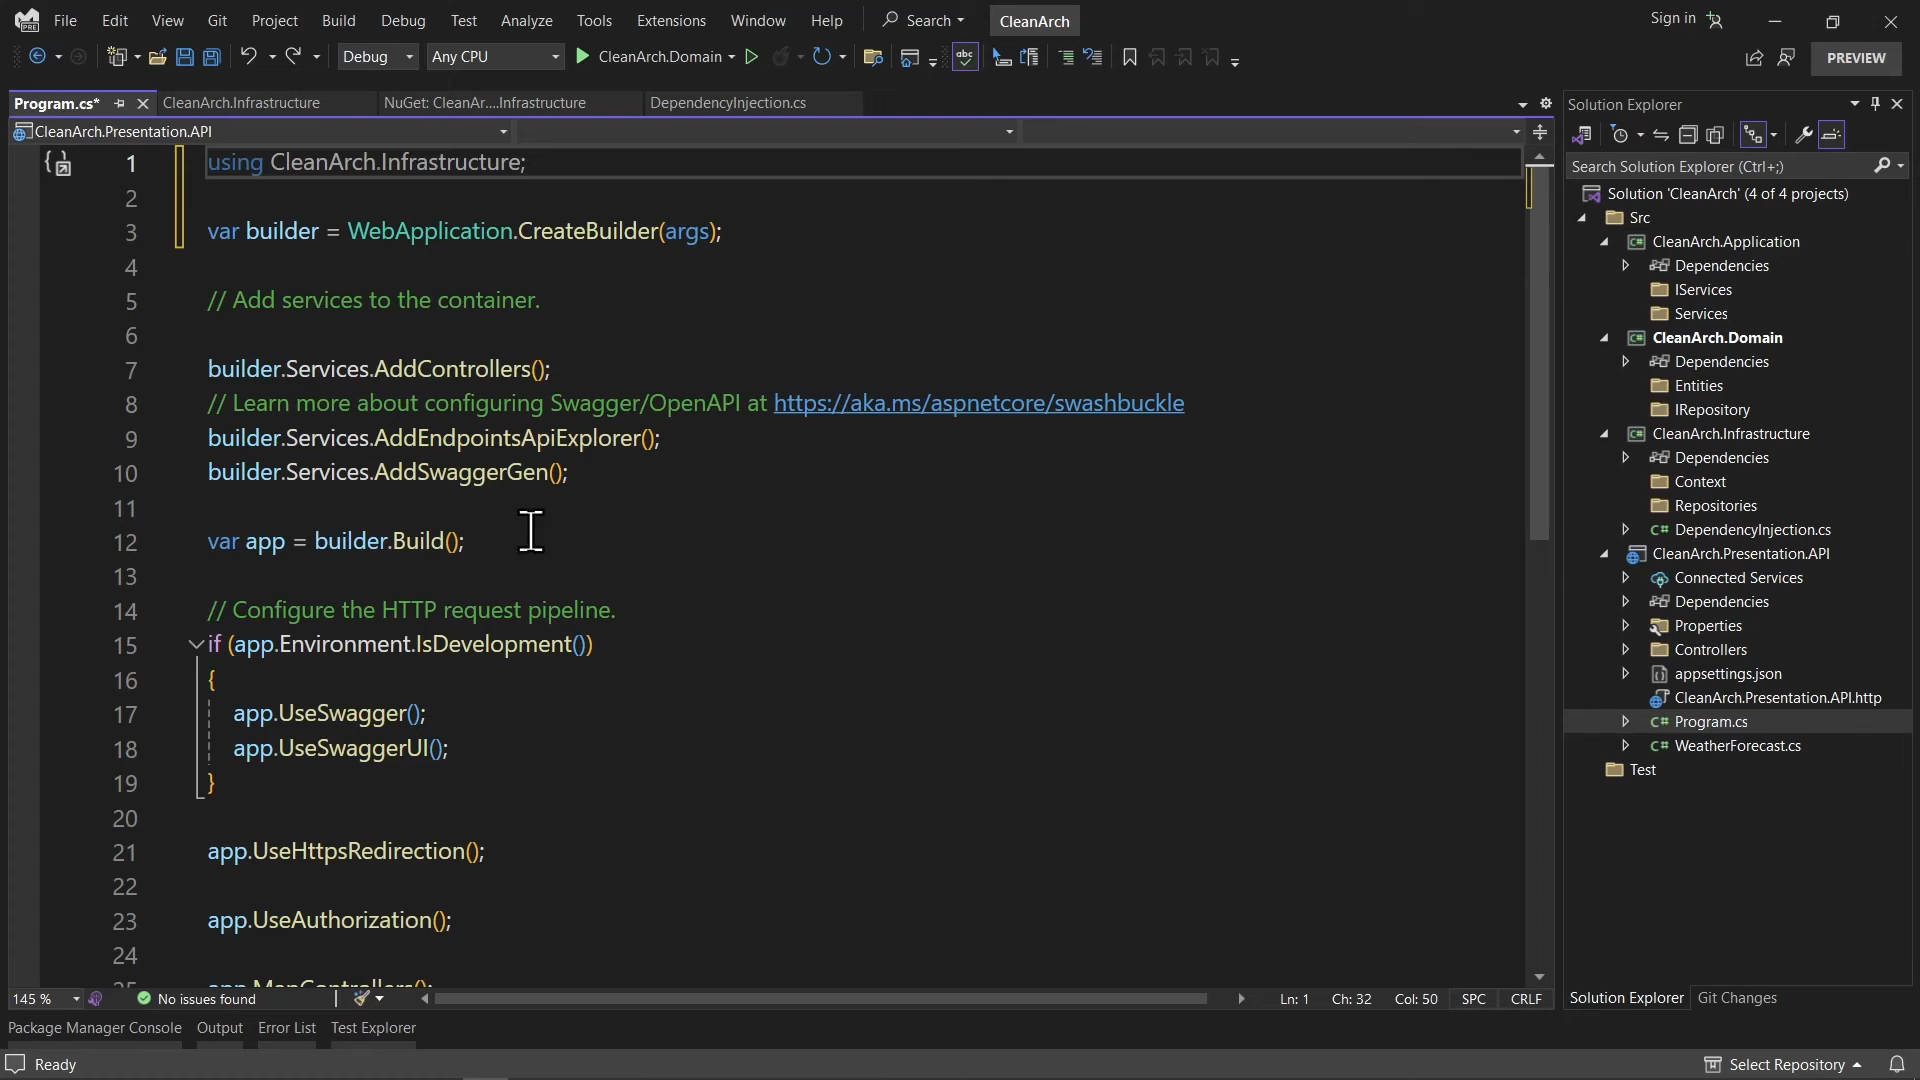 File Edit View Git Project Build Debug Test Analyze Tools Extensions Window Help Search CleanArch Sign in
PRE
Debug Any CPU CleanArch.Domain abc PREVIEW
Program.cs* CleanArch.Infrastructure NuGet: CleanAr....Infrastructure DependencyInjection.cs
CleanArch.Presentation.API
1 using CleanArch.Infrastructure;
2
3 var builder = WebApplication.CreateBuilder(args);
4
5 // Add services to the container.
6
7 builder.Services.AddControllers();
8 // Learn more about configuring Swagger/OpenAPI at https://aka.ms/aspnetcore/swashbuckle
9 builder.Services.AddEndpointsApiExplorer();
10 builder.Services.AddSwaggerGen();
11
12 var app = builder.Build();
13
14 // Configure the HTTP request pipeline.
15 if (app.Environment.IsDevelopment())
16 {
17 app.UseSwagger();
18 app.UseSwaggerUI();
19 }
20
21 app.UseHttpsRedirection();
22
23 app.UseAuthorization();
24
25 app.MapControllers();
145 % No issues found Ln: 1 Ch: 32 Col: 50 SPC CRLF
Package Manager Console Output Error List Test Explorer
Ready
Solution Explorer
Search Solution Explorer (Ctrl+;)
Solution 'CleanArch' (4 of 4 projects)
Src
C# CleanArch.Application
Dependencies
IServices
Services
C# CleanArch.Domain
Dependencies
Entities
IRepository
C# CleanArch.Infrastructure
Dependencies
Context
Repositories
C# DependencyInjection.cs
CleanArch.Presentation.API
Connected Services
Dependencies
Properties
Controllers
appsettings.json
CleanArch.Presentation.API.http
C# Program.cs
C# WeatherForecast.cs
Test
Solution Explorer Git Changes
Select Repository